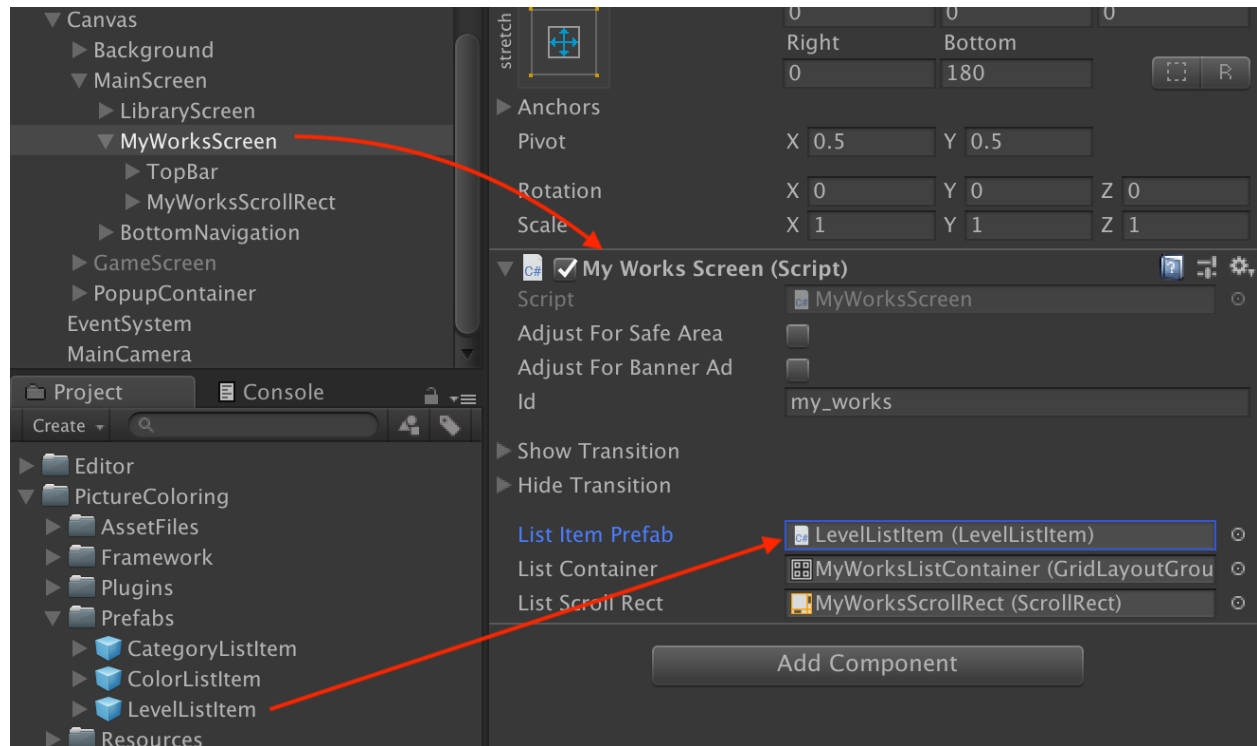 Canvas
Background
MainScreen
LibraryScreen
MyWorksScreen
TopBar
MyWorksScrollRect
BottomNavigation
GameScreen
PopupContainer
EventSystem
MainCamera
Project Console
Create
Editor
PictureColoring
AssetFiles
Framework
Plugins
Prefabs
CategoryListItem
ColorListItem
LevelListItem
Resources
stretch
0 0 0
Right Bottom
0 180 R
Anchors
Pivot X 0.5 Y 0.5
Rotation X 0 Y 0 Z 0
Scale X 1 Y 1 Z 1
C# My Works Screen (Script)
Script MyWorksScreen
Adjust For Safe Area
Adjust For Banner Ad
Id my_works
Show Transition
Hide Transition
List Item Prefab LevelListItem (LevelListItem)
List Container MyWorksListContainer (GridLayoutGrou
List Scroll Rect MyWorksScrollRect (ScrollRect)
Add Component